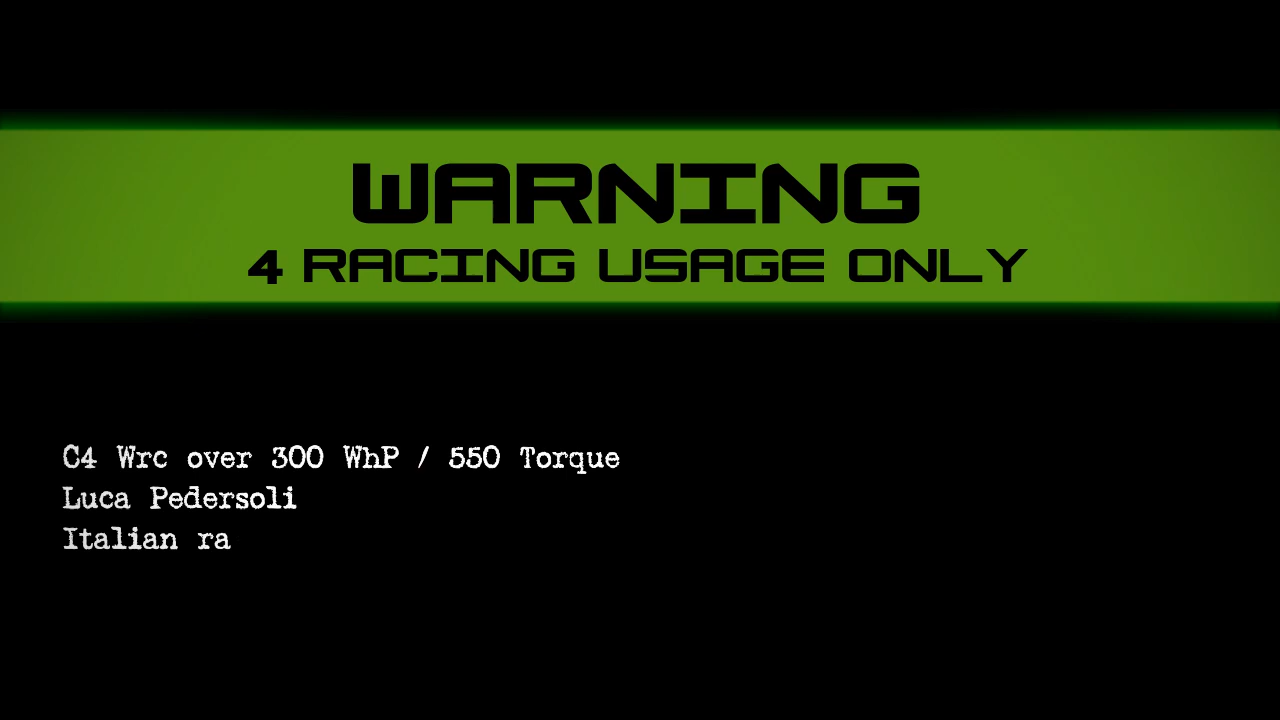 WARNING
4 RACING USAGE ONLY
C4 Wrc over 300 WhP / 550 Torque
Luca Pedersoli
Italian ra